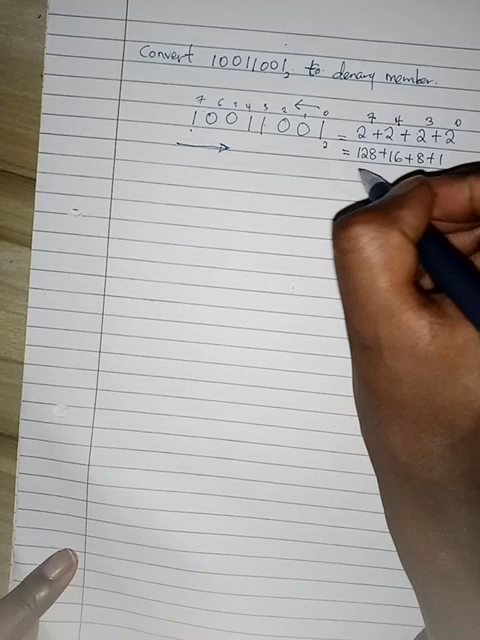 Convert 10011001₂ to denary member.
7 6 5 4 3 2 ← 1 0
10011001₂ = 2⁷ + 2⁴ + 2³ + 2⁰
= 128 + 16 + 8 + 1